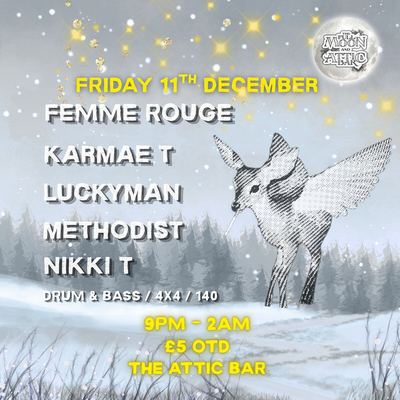 THE
MOON
AND
FRIDAY 11TH DECEMBER
FEMME ROUGE
KARMAE T
LUCKYMAN
METHODIST
NIKKI T
DRUM & BASS / 4X4 / 140
9PM - 2AM
£5 OTD
THE ATTIC BAR